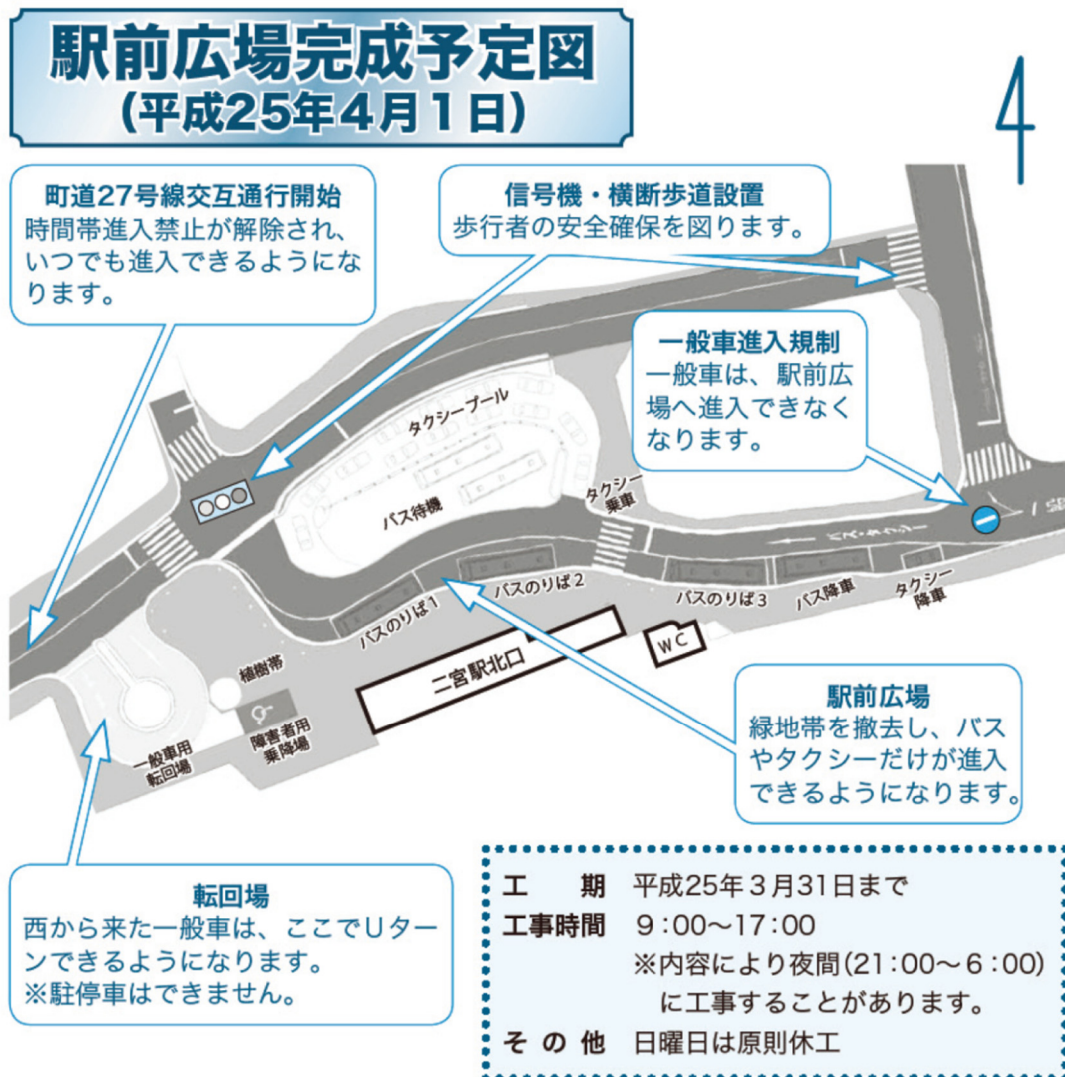 駅前広場完成予定図
(平成25年4月1日)
町道27号線交互通行開始
時間帯進入禁止が解除され、
いつでも進入できるようにな
ります。
信号機・横断歩道設置
歩行者の安全確保を図ります。
一般車進入規制
一般車は、駅前広
場へ進入できなく
なります。
タクシープール
バス待機
タクシー
乗車
バス・タクシー
バスのりば1
バスのりば2
バスのりば3
バス降車
タクシー
降車
二宮駅北口
WC
植樹帯
障害者用
乗降場
一般車用
転回場
駅前広場
緑地帯を撤去し、バス
やタクシーだけが進入
できるようになります。
転回場
西から来た一般車は、ここでUター
ンできるようになります。
※駐停車はできません。
工期 平成25年3月31日まで
工事時間 9:00〜17:00
※内容により夜間(21:00〜6:00)
に工事することがあります。
その他 日曜日は原則休工